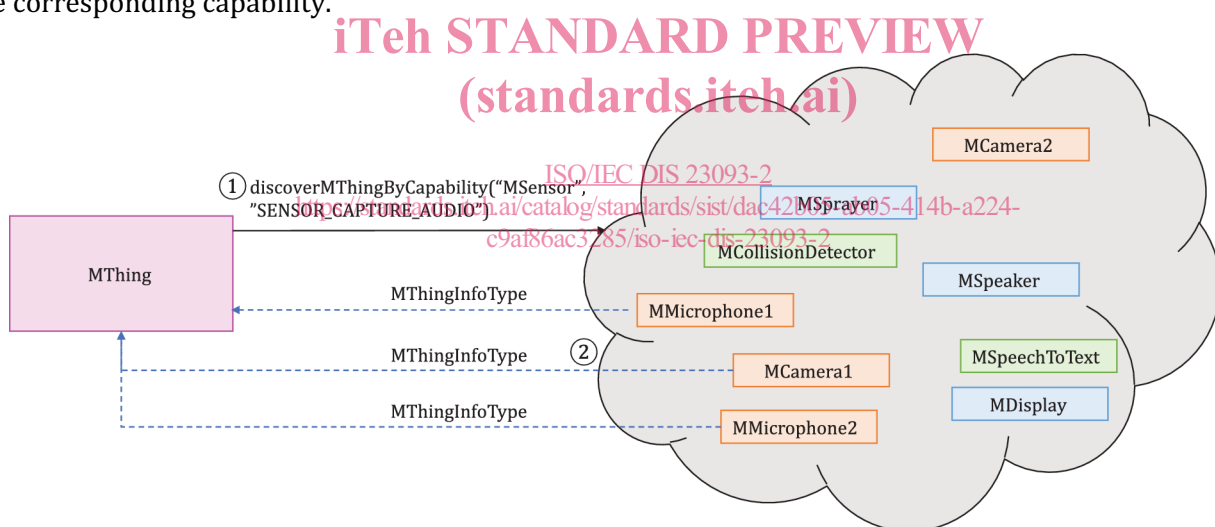 e corresponding capability.
iTeh STANDARD PREVIEW
(standards.iteh.ai)
MCamera2
ISO/IEC DIS 23093-2
① discoverMThingByCapability(“MSensor”,
”SENSOR_CAPTURE_AUDIO”)
MSprayer
c9af86ac3285/iso-iec-dis-23093-2
MCollisionDetector
MThing
MSpeaker
MThingInfoType
MMicrophone1
MThingInfoType
②
MSpeechToText
MCamera1
MDisplay
MThingInfoType
MMicrophone2